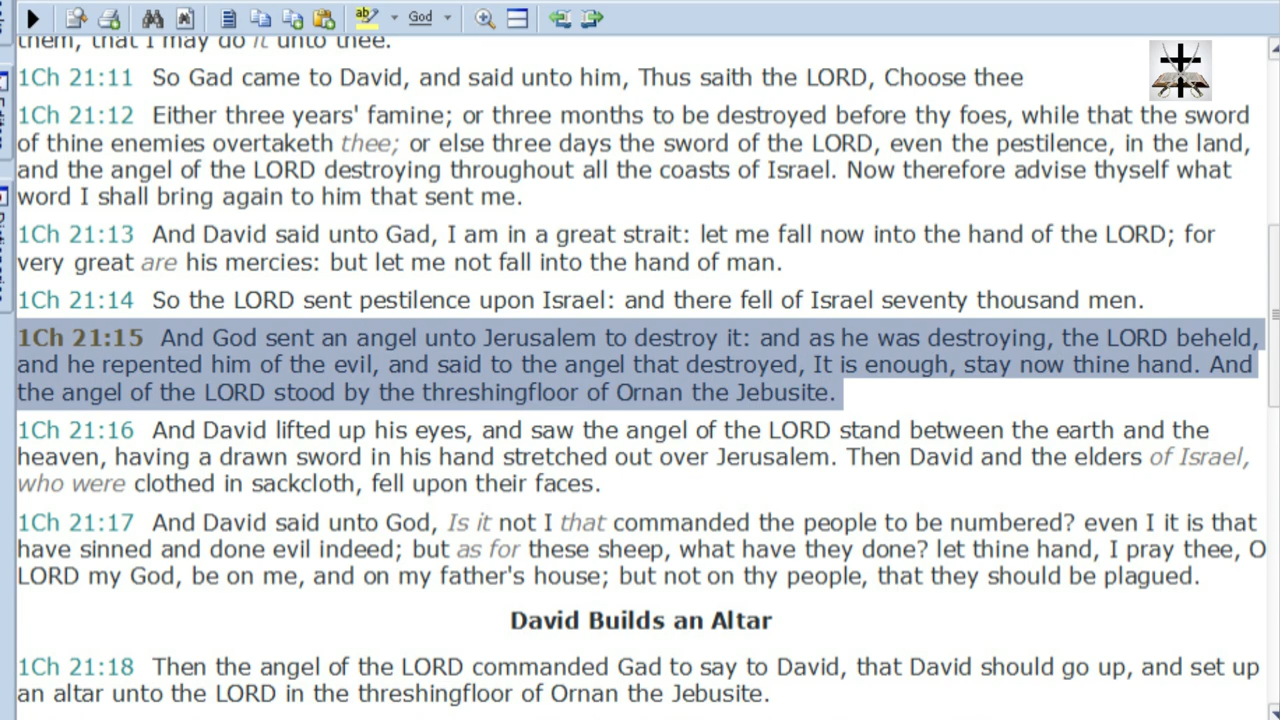 God
them, that I may do it unto thee.
1Ch 21:11 So Gad came to David, and said unto him, Thus saith the LORD, Choose thee
1Ch 21:12 Either three years' famine; or three months to be destroyed before thy foes, while that the sword
of thine enemies overtaketh thee; or else three days the sword of the LORD, even the pestilence, in the land,
and the angel of the LORD destroying throughout all the coasts of Israel. Now therefore advise thyself what
word I shall bring again to him that sent me.
1Ch 21:13 And David said unto Gad, I am in a great strait: let me fall now into the hand of the LORD; for
very great are his mercies: but let me not fall into the hand of man.
1Ch 21:14 So the LORD sent pestilence upon Israel: and there fell of Israel seventy thousand men.
1Ch 21:15 And God sent an angel unto Jerusalem to destroy it: and as he was destroying, the LORD beheld,
and he repented him of the evil, and said to the angel that destroyed, It is enough, stay now thine hand. And
the angel of the LORD stood by the threshingfloor of Ornan the Jebusite.
1Ch 21:16 And David lifted up his eyes, and saw the angel of the LORD stand between the earth and the
heaven, having a drawn sword in his hand stretched out over Jerusalem. Then David and the elders of Israel,
who were clothed in sackcloth, fell upon their faces.
1Ch 21:17 And David said unto God, Is it not I that commanded the people to be numbered? even I it is that
have sinned and done evil indeed; but as for these sheep, what have they done? let thine hand, I pray thee, O
LORD my God, be on me, and on my father's house; but not on thy people, that they should be plagued.
David Builds an Altar
1Ch 21:18 Then the angel of the LORD commanded Gad to say to David, that David should go up, and set up
an altar unto the LORD in the threshingfloor of Ornan the Jebusite.